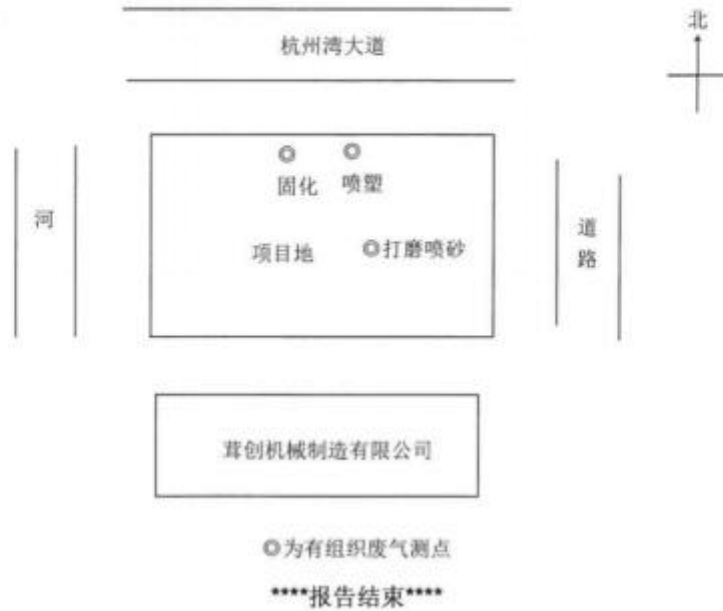 北
杭州湾大道
固化
喷塑
河
项目地
◎打磨喷砂
道路
茸创机械制造有限公司
◎为有组织废气测点
****报告结束****